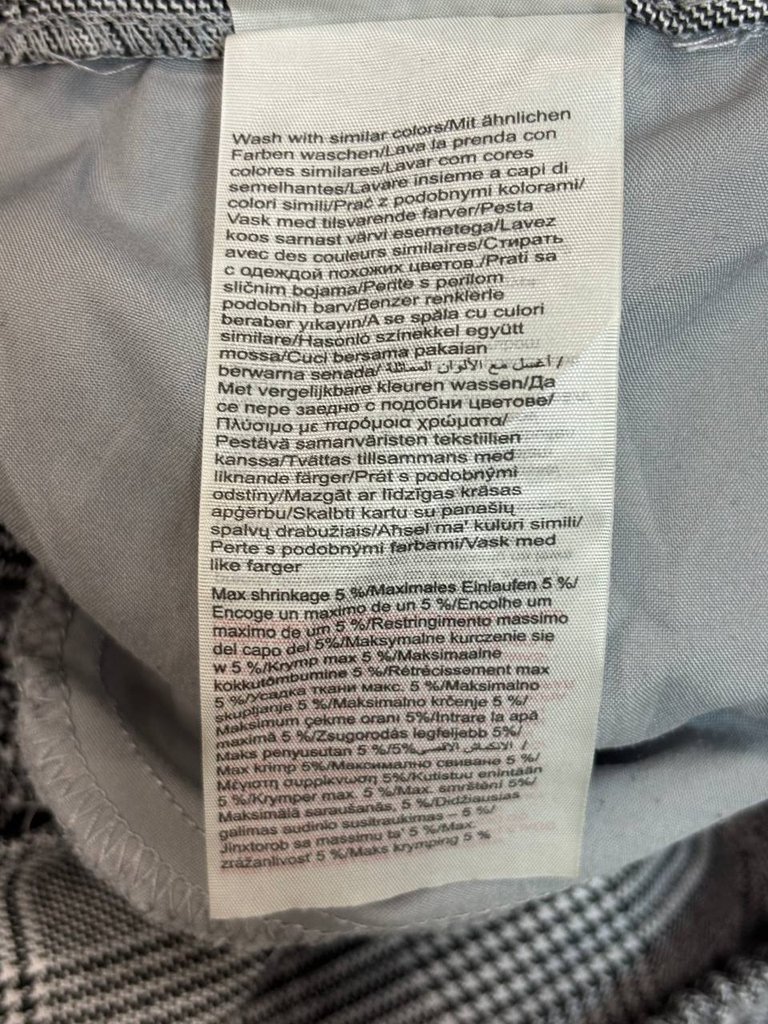 Wash with similar colors/Mit ähnlichen
Farben waschen/Lava la prenda con
colores similares/Lavar com cores
semelhantes/Lavare insieme a capi di
colori simili/Prać z podobnymi kolorami/
Vask med tilsvarende farver/Pesta
koos sarnast värvi esemetega/Lavez
avec des couleurs similaires/Стирать
с одеждой похожих цветов./Prati sa
sličnim bojama/Perite s perilom
podobnih barv/Benzer renklerle
beraber yıkayın/A se spăla cu culori
similare/Hasonló színekkel együtt
mossa/Cuci bersama pakaian
berwarna senada/ أغسل مع الألوان المماثلة /
Met vergelijkbare kleuren wassen/Да
се пере заедно с подобни цветове/
Πλύσιμο με παρόμοια χρώματα/
Pestävä samanväristen tekstiilien
kanssa/Tvättas tillsammans med
liknande färger/Prát s podobnými
odstíny/Mazgāt ar līdzīgas krāsas
apģērbu/Skalbti kartu su panašių
spalvų drabužiais/Aħsel ma' kuluri simili/
Perte s podobnými farbami/Vask med
like farger
Max shrinkage 5 %/Maximales Einlaufen 5 %/
Encoge un maximo de un 5 %/Encolhe um
maximo de um 5 %/Restringimento massimo
del capo del 5%/Maksymalne kurczenie sie
w 5 %/Krymp max 5 %/Maksimaalne
kokkutõmbumine 5 %/Rétrécissement max
5 %/Усадка ткани макс. 5 %/Maksimalno
skupljanje 5 %/Maksimalno krčenje 5 %/
Maksimum çekme oranı 5%/Intrare la apă
maximă 5 %/Zsugorodás legfeljebb 5%/
Maks penyusutan 5 %/5% الانكماش الأقصى /
Max krimp 5%/Максимално свиване 5 %/
Μέγιστη συρρίκνωση 5%/Kutistuu enintään
5 %/Krymper max. 5 %/Max. smrštění 5%/
Maksimālā saraušanās, 5 %/Didžiausias
galimas audinio susitraukimas – 5 %/
Jinxtorob sa massimu ta' 5 %/Max
zrážanlivosť 5 %/Maks krymping 5 %